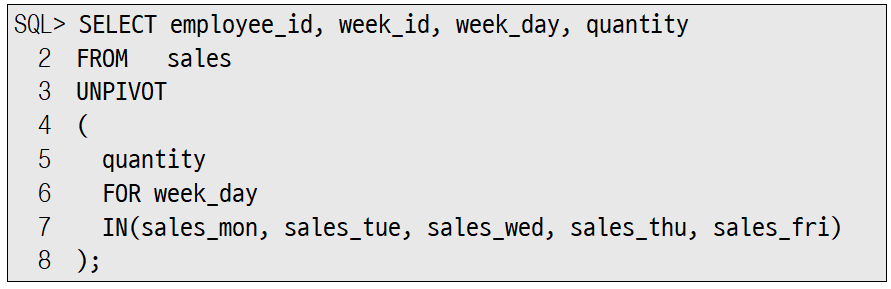 SQL> SELECT employee_id, week_id, week_day, quantity
2 FROM sales
3 UNPIVOT
4 (
5 quantity
6 FOR week_day
7 IN(sales_mon, sales_tue, sales_wed, sales_thu, sales_fri)
8 );